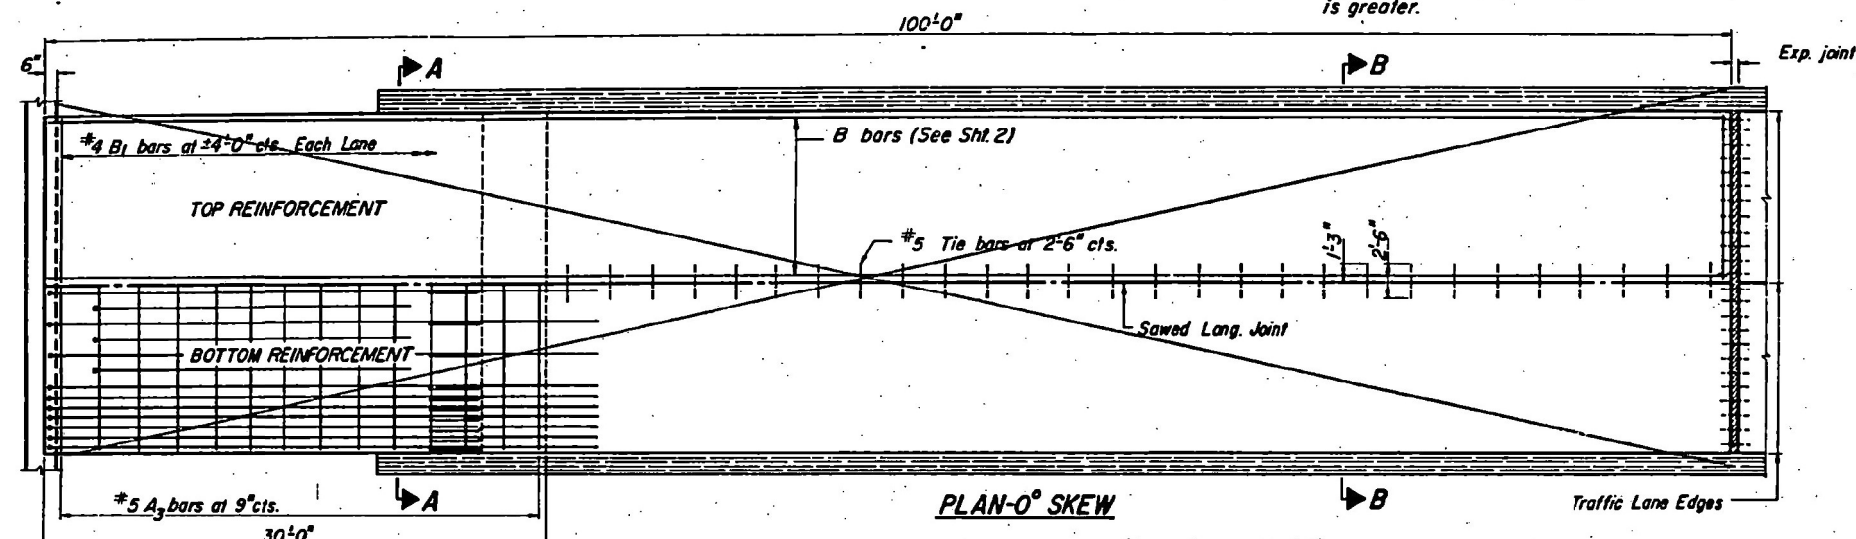 is greater.
100'-0"
6"
A
B
Exp. joint
#4 B1 bars at ±4'-0" cts. Each Lane
B bars (See Sht. 2)
TOP REINFORCEMENT
#5 Tie bars at 2'-6" cts.
1'-3"
2'-6"
Sawed Long. Joint
BOTTOM REINFORCEMENT
#5 A3 bars at 9" cts.
A
PLAN-0° SKEW
B
Traffic Lane Edges
30'-0"